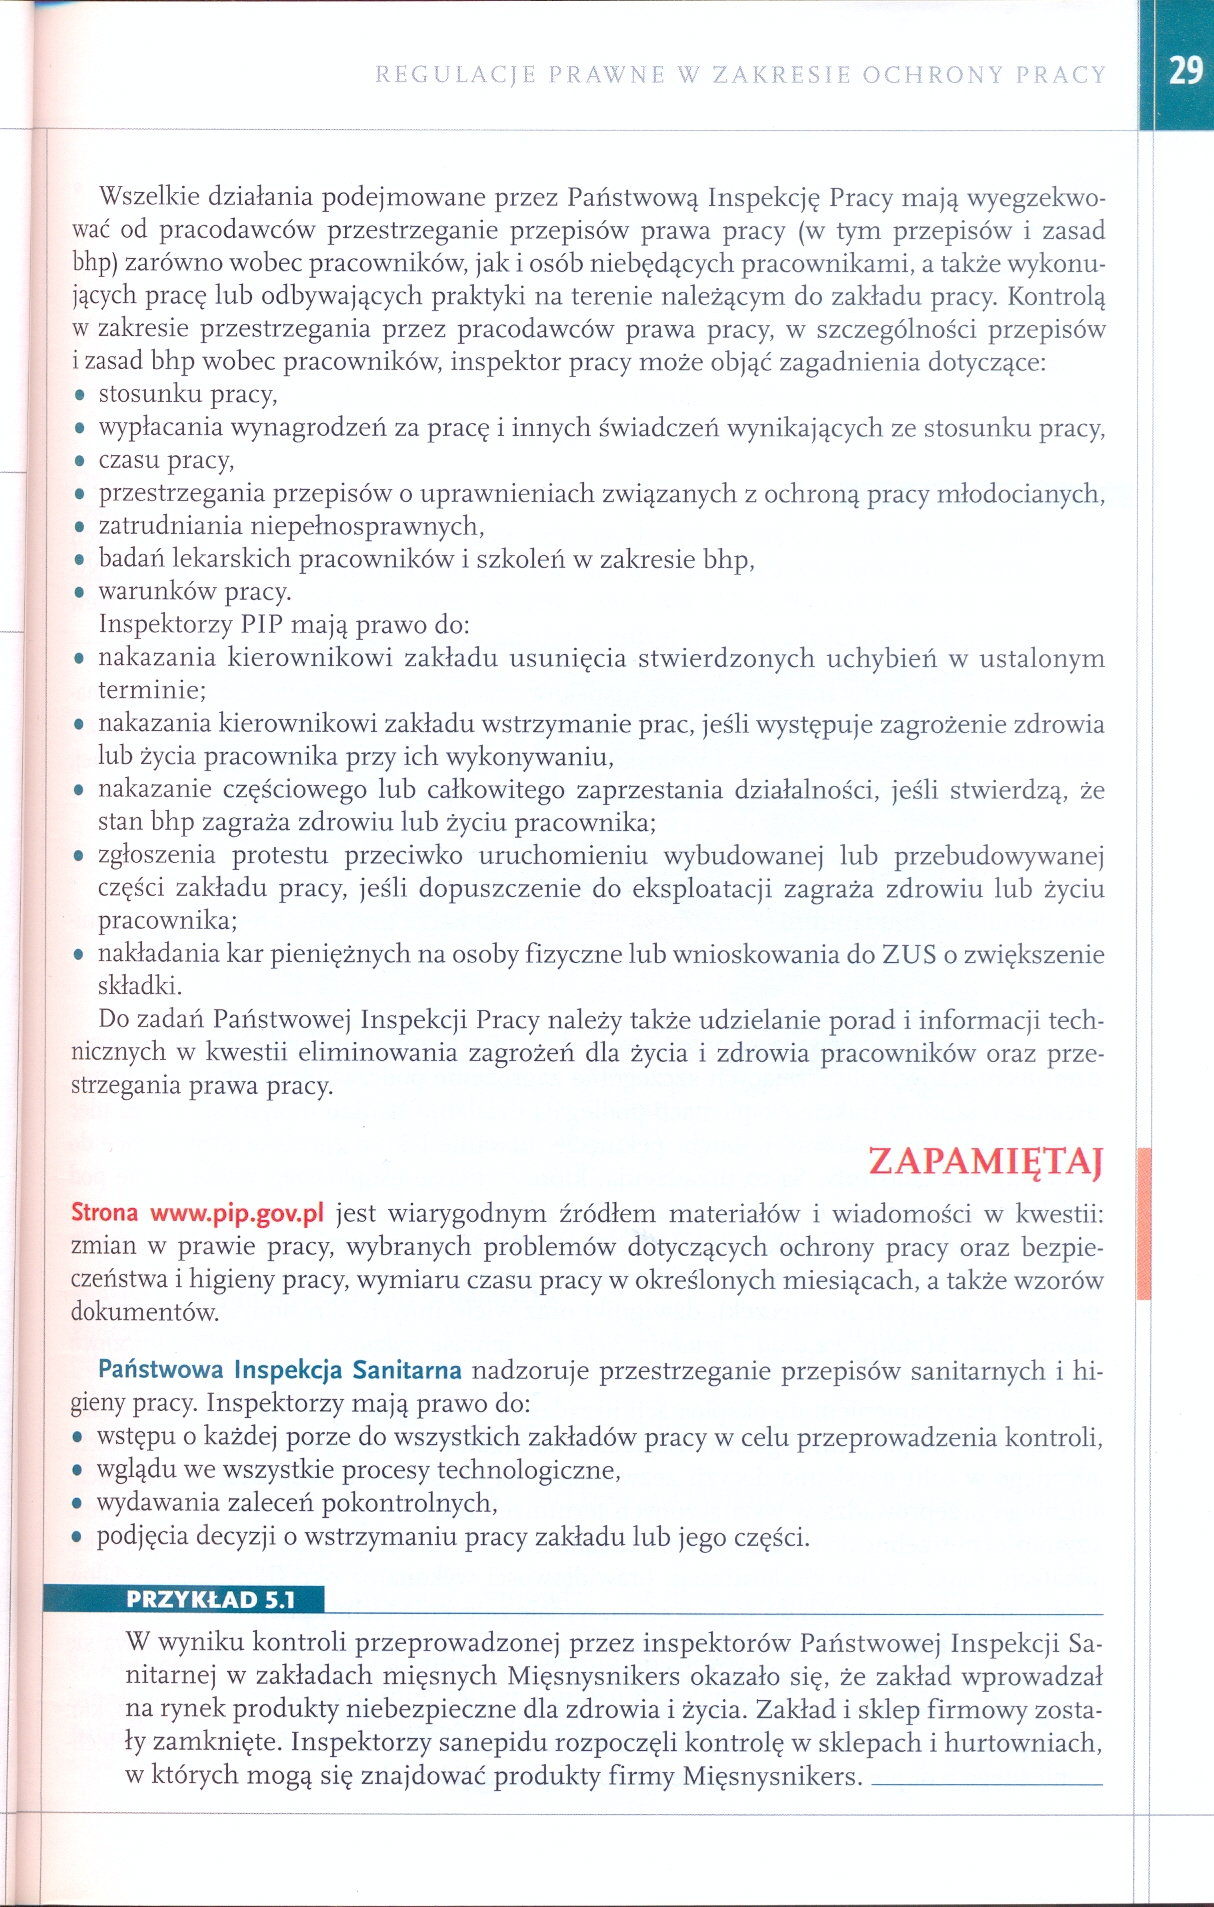 REGULACJE PRAWNE W ZAKRESIE OCHRONY PRACY
29
Wszelkie działania podejmowane przez Państwową Inspekcję Pracy mają wyegzekwo-
wać od pracodawców przestrzeganie przepisów prawa pracy (w tym przepisów i zasad
bhp) zarówno wobec pracowników, jak i osób niebędących pracownikami, a także wykonu-
jących pracę lub odbywających praktyki na terenie należącym do zakładu pracy. Kontrolą
w zakresie przestrzegania przez pracodawców prawa pracy, w szczególności przepisów
i zasad bhp wobec pracowników, inspektor pracy może objąć zagadnienia dotyczące:
• stosunku pracy,
• wypłacania wynagrodzeń za pracę i innych świadczeń wynikających ze stosunku pracy,
• czasu pracy,
• przestrzegania przepisów o uprawnieniach związanych z ochroną pracy młodocianych,
• zatrudniania niepełnosprawnych,
• badań lekarskich pracowników i szkoleń w zakresie bhp,
• warunków pracy.
Inspektorzy PIP mają prawo do:
• nakazania kierownikowi zakładu usunięcia stwierdzonych uchybień w ustalonym
terminie;
• nakazania kierownikowi zakładu wstrzymanie prac, jeśli występuje zagrożenie zdrowia
lub życia pracownika przy ich wykonywaniu,
• nakazanie częściowego lub całkowitego zaprzestania działalności, jeśli stwierdzą, że
stan bhp zagraża zdrowiu lub życiu pracownika;
• zgłoszenia protestu przeciwko uruchomieniu wybudowanej lub przebudowywanej
części zakładu pracy, jeśli dopuszczenie do eksploatacji zagraża zdrowiu lub życiu
pracownika;
• nakładania kar pieniężnych na osoby fizyczne lub wnioskowania do ZUS o zwiększenie
składki.
Do zadań Państwowej Inspekcji Pracy należy także udzielanie porad i informacji tech-
nicznych w kwestii eliminowania zagrożeń dla życia i zdrowia pracowników oraz prze-
strzegania prawa pracy.
ZAPAMIĘTAJ
Strona www.pip.gov.pl jest wiarygodnym źródłem materiałów i wiadomości w kwestii:
zmian w prawie pracy, wybranych problemów dotyczących ochrony pracy oraz bezpie-
czeństwa i higieny pracy, wymiaru czasu pracy w określonych miesiącach, a także wzorów
dokumentów.
Państwowa Inspekcja Sanitarna nadzoruje przestrzeganie przepisów sanitarnych i hi-
gieny pracy. Inspektorzy mają prawo do:
• wstępu o każdej porze do wszystkich zakładów pracy w celu przeprowadzenia kontroli,
• wglądu we wszystkie procesy technologiczne,
• wydawania zaleceń pokontrolnych,
• podjęcia decyzji o wstrzymaniu pracy zakładu lub jego części.
PRZYKŁAD 5.1
W wyniku kontroli przeprowadzonej przez inspektorów Państwowej Inspekcji Sa-
nitarnej w zakładach mięsnych Mięsnysnikers okazało się, że zakład wprowadzał
na rynek produkty niebezpieczne dla zdrowia i życia. Zakład i sklep firmowy zosta-
ły zamknięte. Inspektorzy sanepidu rozpoczęli kontrolę w sklepach i hurtowniach,
w których mogą się znajdować produkty firmy Mięsnysnikers.